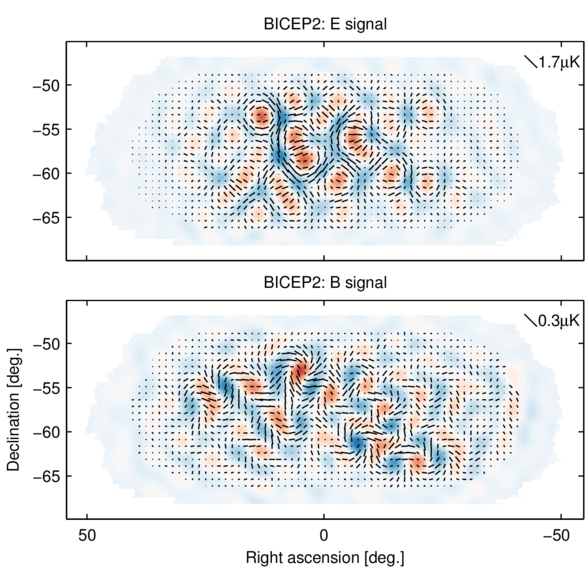 BICEP2: E signal
1.7μK
−50
−55
−60
−65
BICEP2: B signal
0.3μK
−50
−55
−60
−65
Declination [deg.]
50
0
−50
Right ascension [deg.]